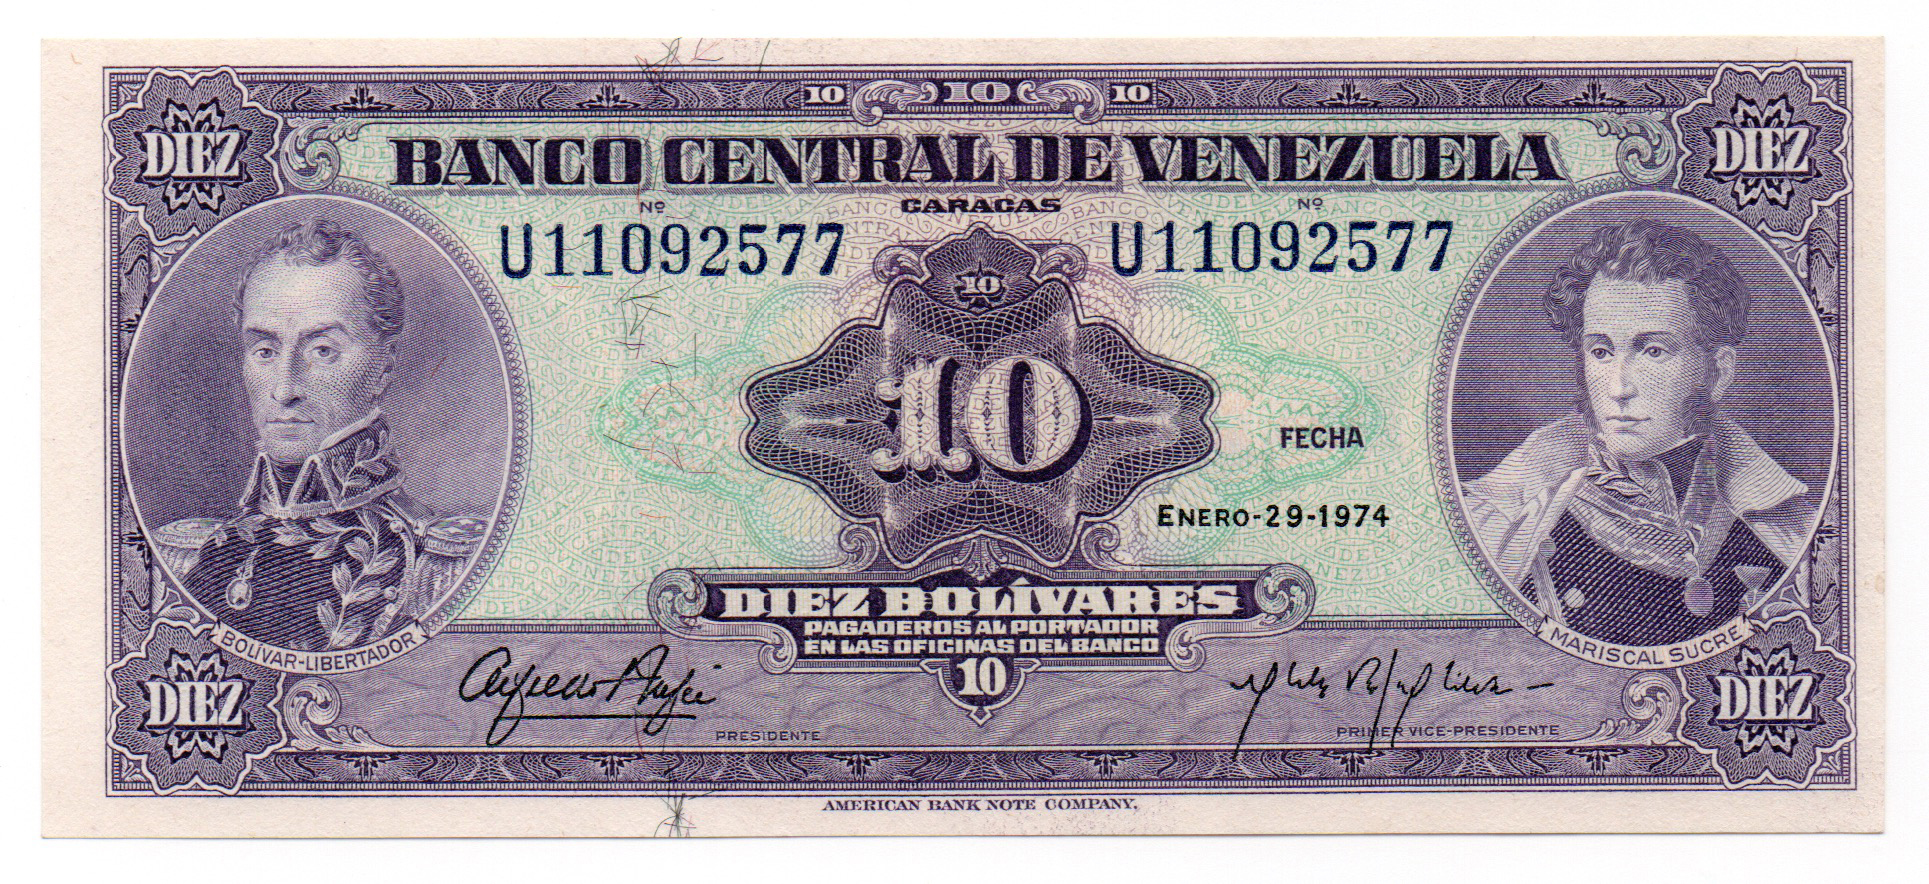 10 10 10
DIEZ DIEZ
BANCO CENTRAL DE VENEZUELA
Nº CARACAS Nº
U11092577 U11092577
10
10
FECHA
ENERO-29-1974
DIEZ BOLÍVARES
PAGADEROS AL PORTADOR
EN LAS OFICINAS DEL BANCO
BOLÍVAR-LIBERTADOR MARISCAL SUCRE
10
DIEZ DIEZ
PRESIDENTE PRIMER VICE-PRESIDENTE
AMERICAN BANK NOTE COMPANY.